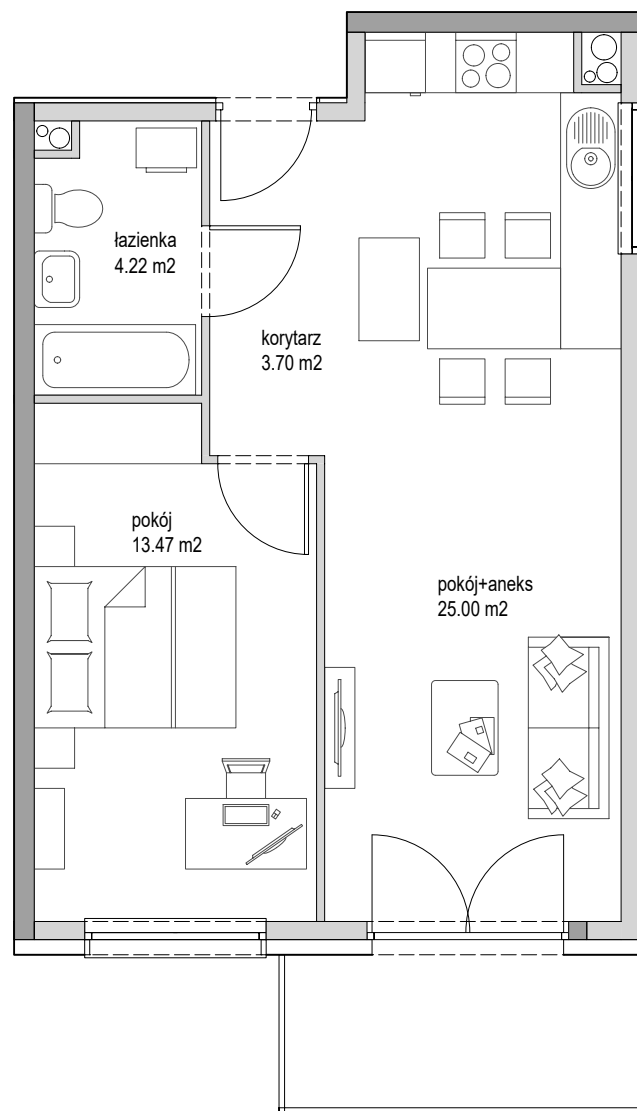 łazienka
4.22 m2
korytarz
3.70 m2
pokój
13.47 m2
pokój+aneks
25.00 m2